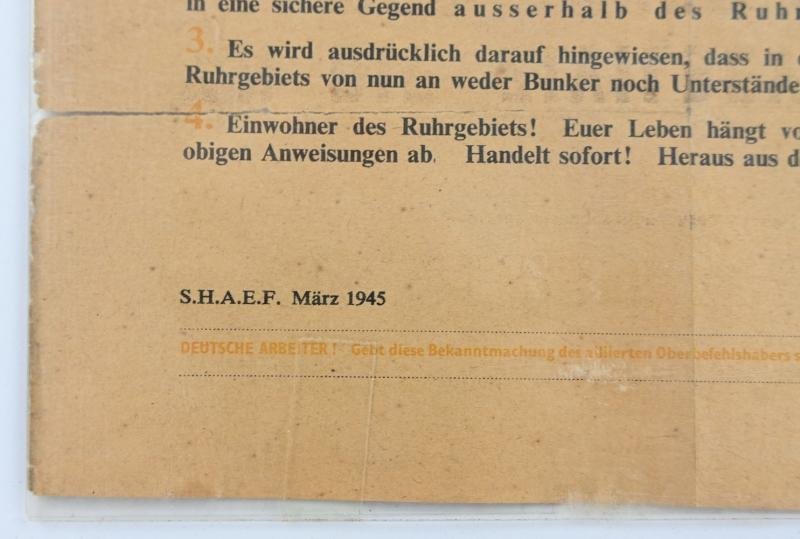 in eine sichere Gegend ausserhalb des Ruhr
3. Es wird ausdrücklich darauf hingewiesen, dass in
Ruhrgebiets von nun an weder Bunker noch Unterstände
4. Einwohner des Ruhrgebiets! Euer Leben hängt vo
obigen Anweisungen ab. Handelt sofort! Heraus aus d
S.H.A.E.F. März 1945
DEUTSCHE ARBEITER! Gebt diese Bekanntmachung des alliierten Oberbefehlshabers s